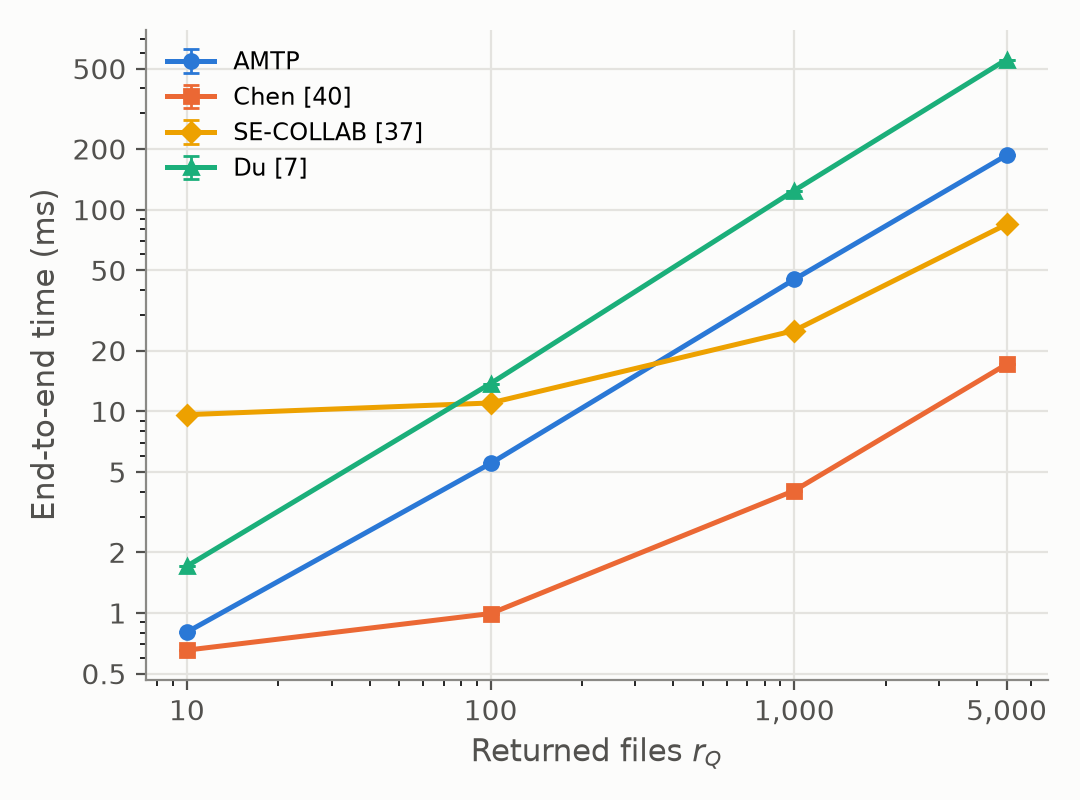 AMTP
Chen [40]
SE-COLLAB [37]
Du [7]
End-to-end time (ms)
500
200
100
50
20
10
5
2
1
0.5
10 100 1,000 5,000
Returned files r_Q